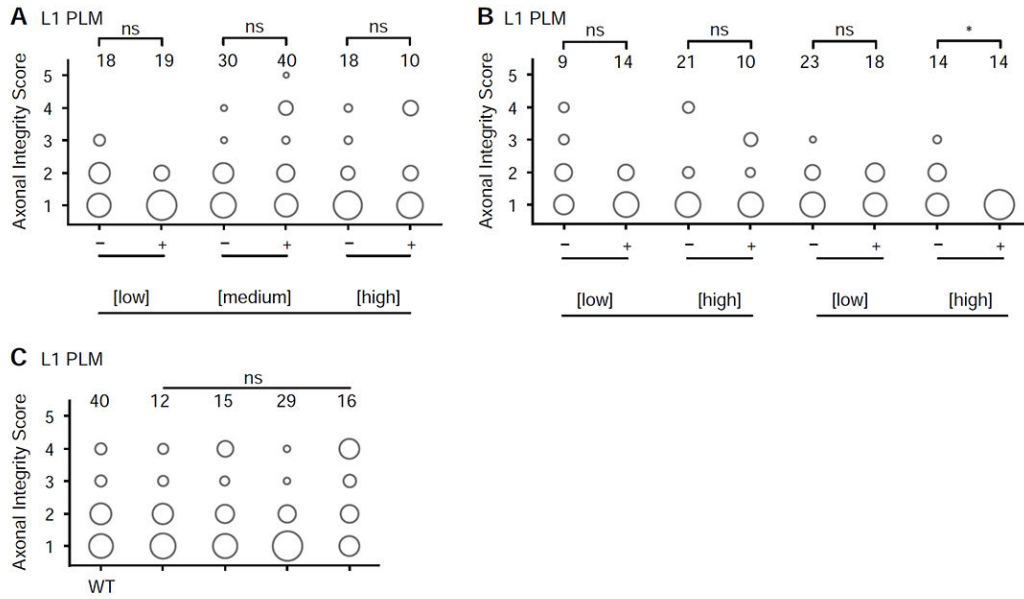 A L1 PLM
ns ns ns
18 19 30 40 18 10
Axonal Integrity Score
5
4
3
2
1
− + − + − +
[low] [medium] [high]
B L1 PLM
ns ns ns *
9 14 21 10 23 18 14 14
Axonal Integrity Score
5
4
3
2
1
− + − + − + − +
[low] [high] [low] [high]
C L1 PLM
ns
40 12 15 29 16
Axonal Integrity Score
5
4
3
2
1
WT